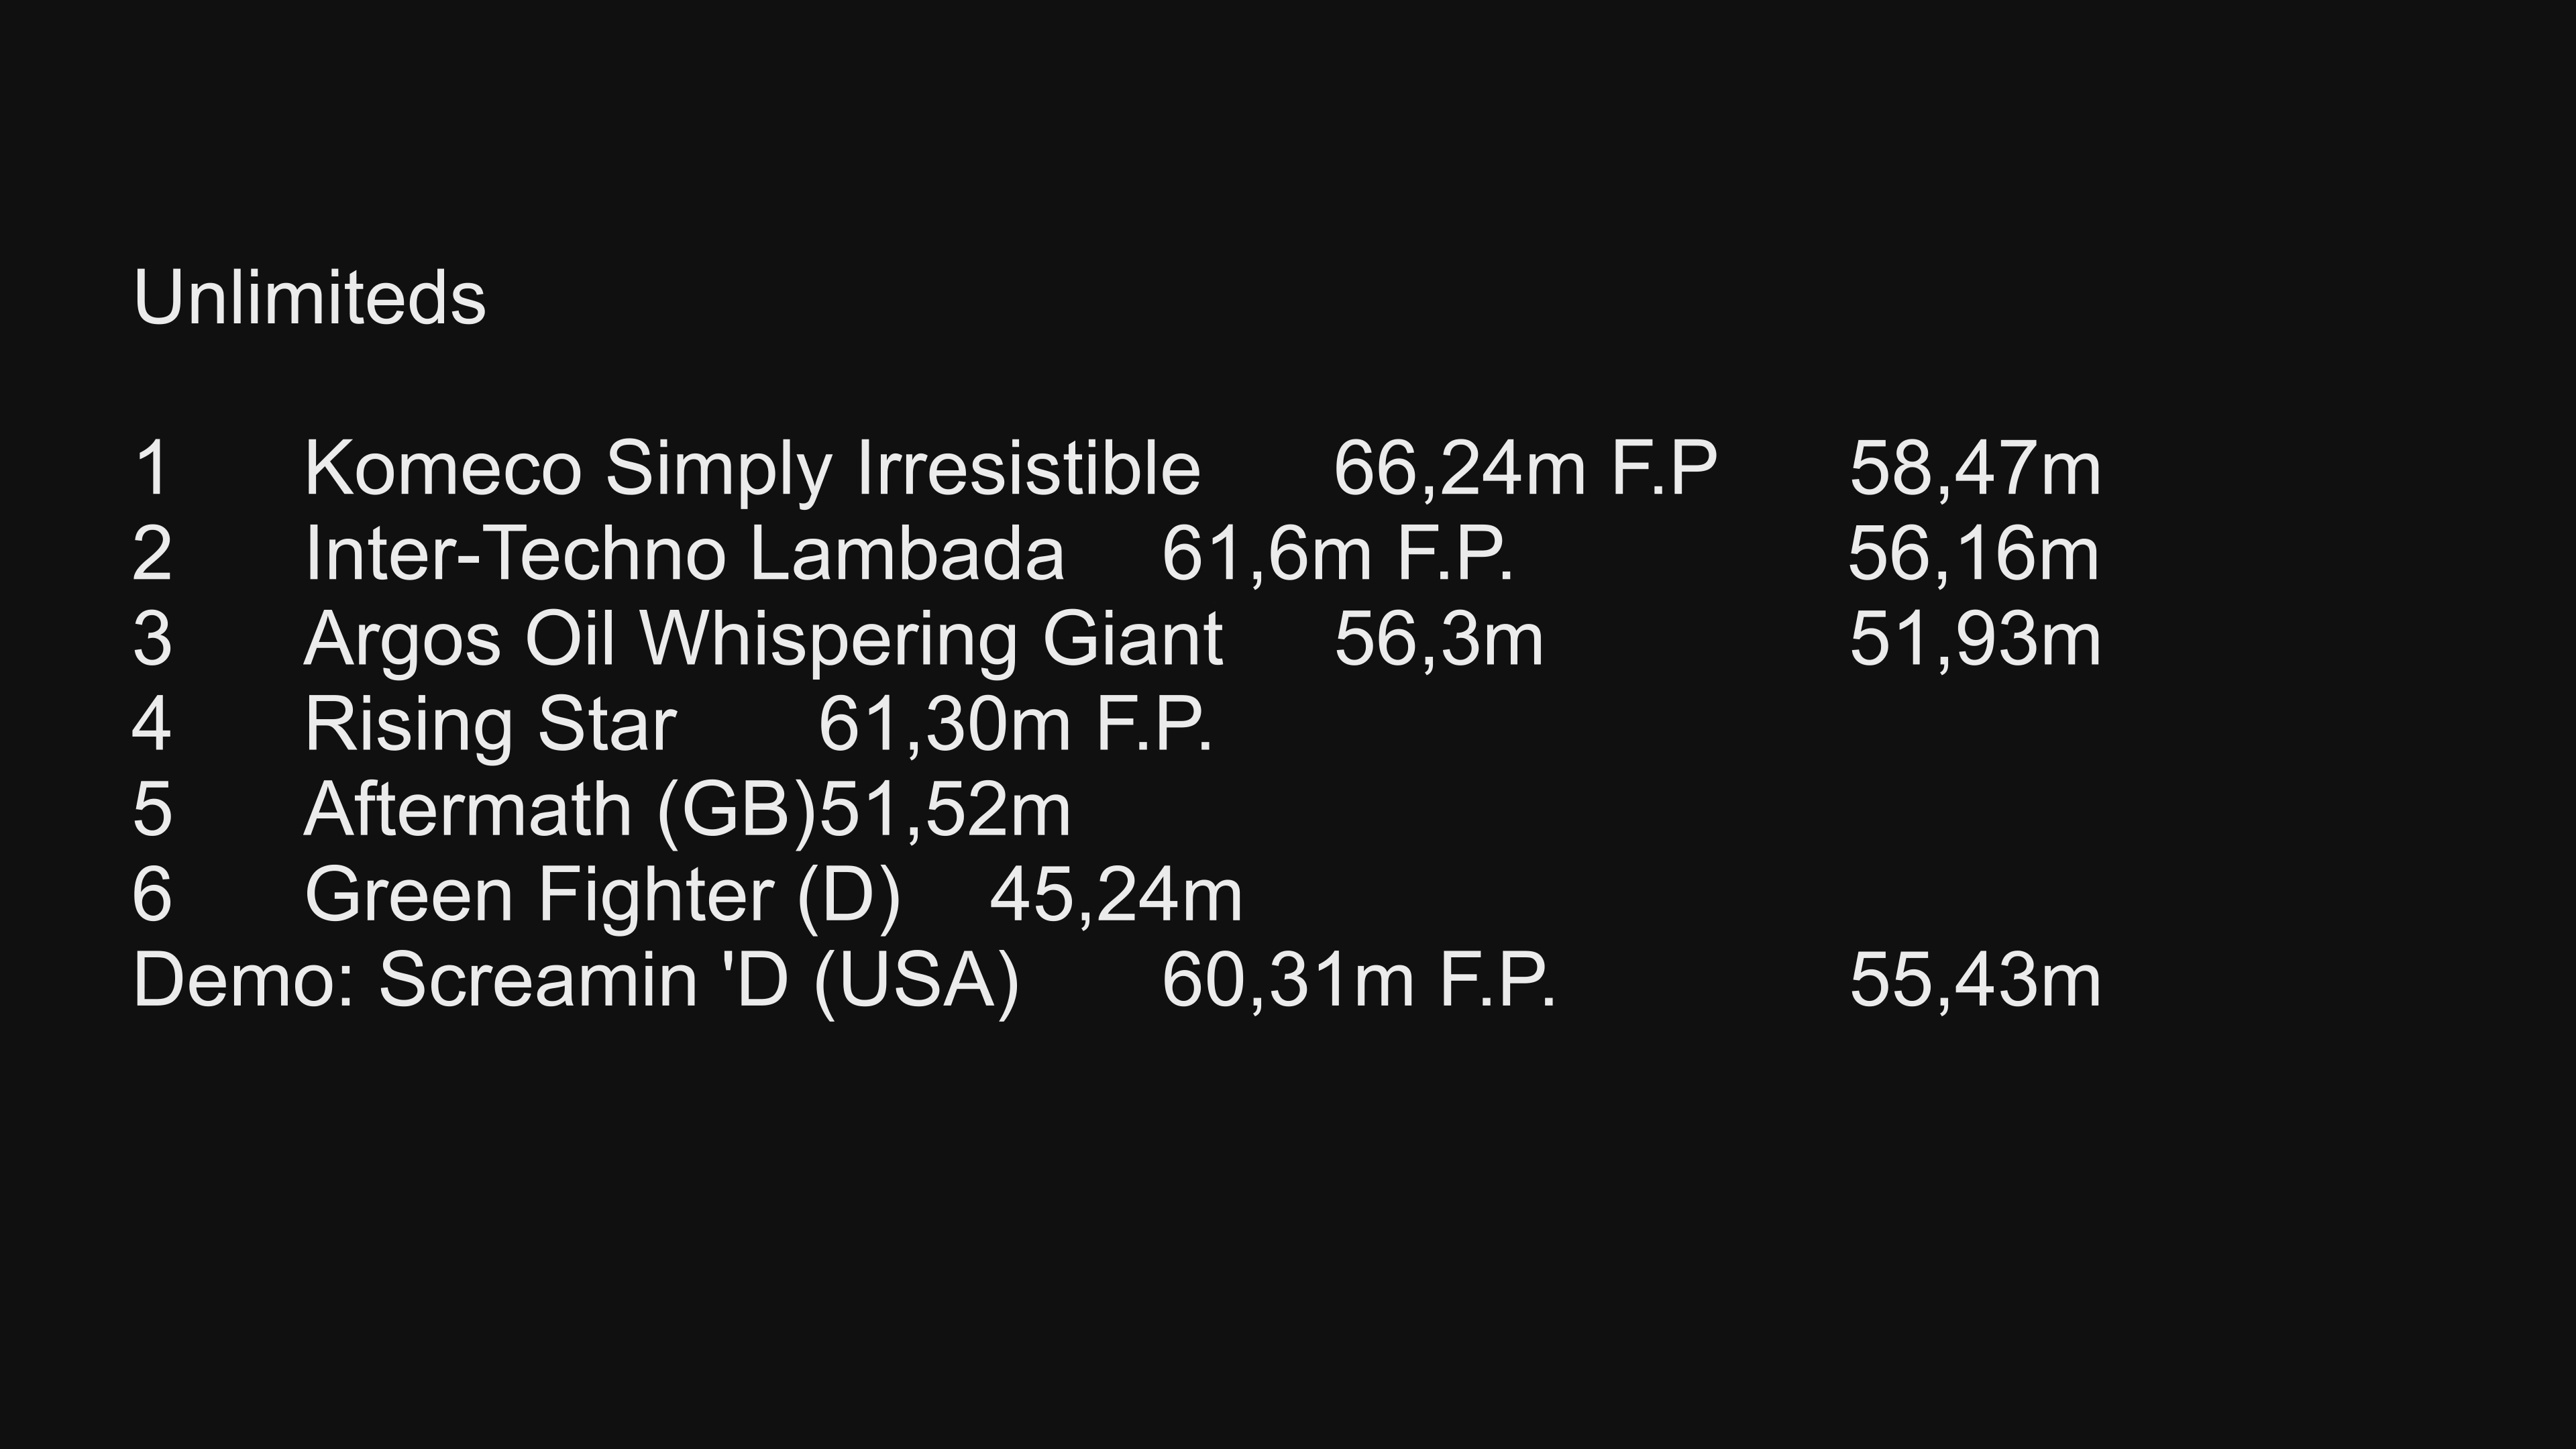 Unlimiteds
1 Komeco Simply Irresistible 66,24m F.P 58,47m
2 Inter-Techno Lambada 61,6m F.P. 56,16m
3 Argos Oil Whispering Giant 56,3m 51,93m
4 Rising Star 61,30m F.P.
5 Aftermath (GB)51,52m
6 Green Fighter (D) 45,24m
Demo: Screamin 'D (USA) 60,31m F.P. 55,43m